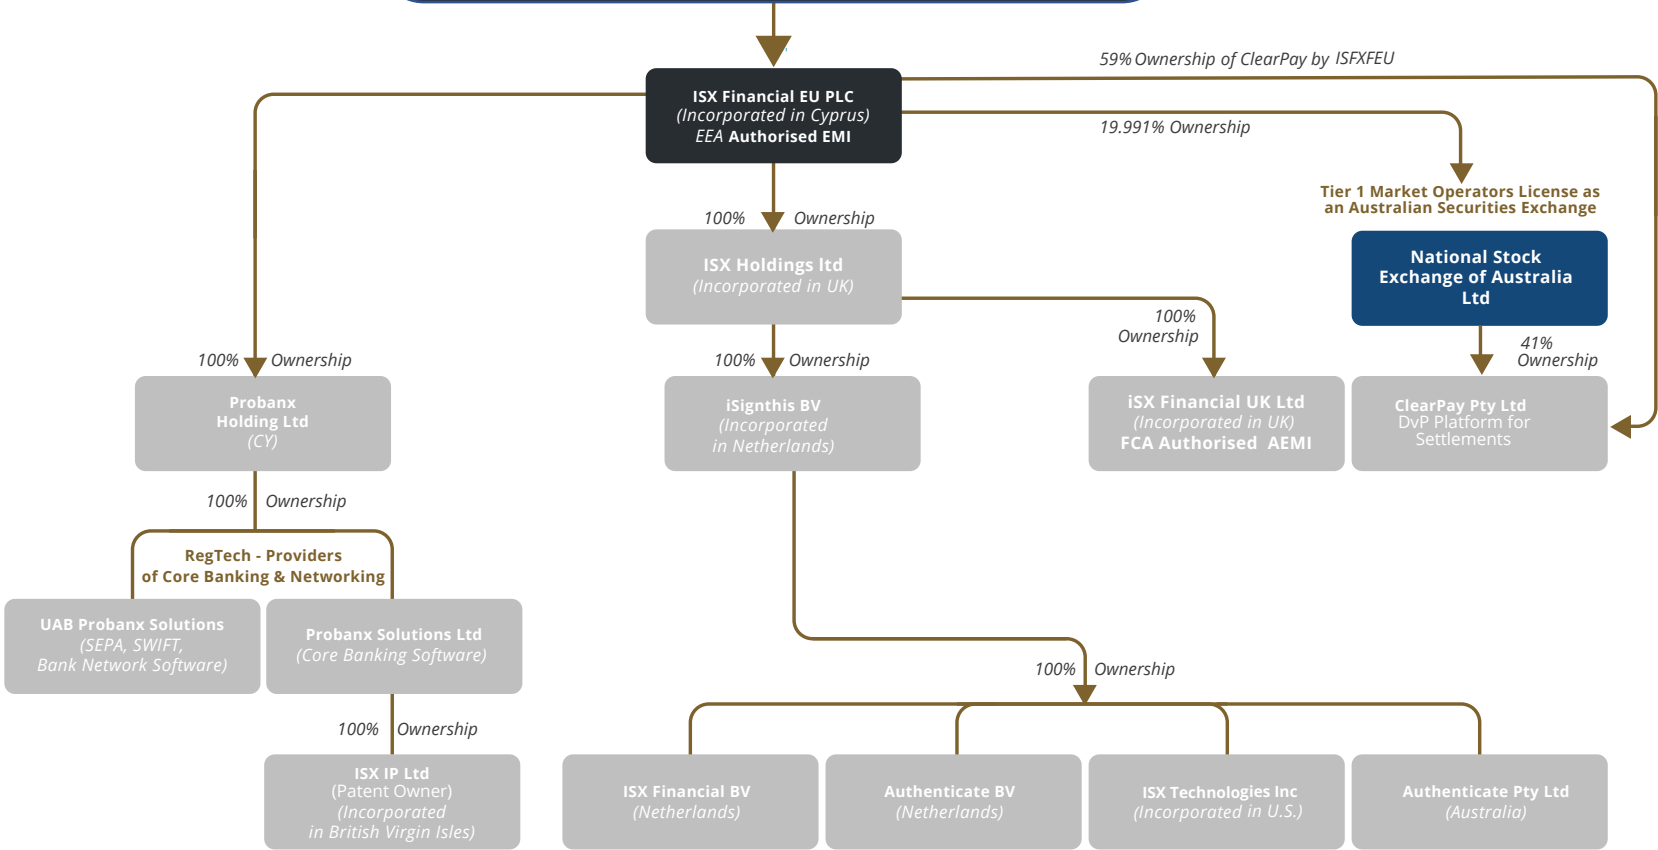 59% Ownership of ClearPay by ISFXFEU
ISX Financial EU PLC
(Incorporated in Cyprus)
EEA Authorised EMI
19.991% Ownership
Tier 1 Market Operators License as
an Australian Securities Exchange
100% Ownership
ISX Holdings ltd
(Incorporated in UK)
National Stock
Exchange of Australia
Ltd
100%
Ownership
41%
Ownership
100% Ownership
100% Ownership
Probanx
Holding Ltd
(CY)
iSignthis BV
(Incorporated
in Netherlands)
iSX Financial UK Ltd
(Incorporated in UK)
FCA Authorised AEMI
ClearPay Pty Ltd
DvP Platform for
Settlements
100% Ownership
RegTech - Providers
of Core Banking & Networking
UAB Probanx Solutions
(SEPA, SWIFT,
Bank Network Software)
Probanx Solutions Ltd
(Core Banking Software)
100% Ownership
100% Ownership
ISX IP Ltd
(Patent Owner)
(Incorporated
in British Virgin Isles)
ISX Financial BV
(Netherlands)
Authenticate BV
(Netherlands)
ISX Technologies Inc
(Incorporated in U.S.)
Authenticate Pty Ltd
(Australia)